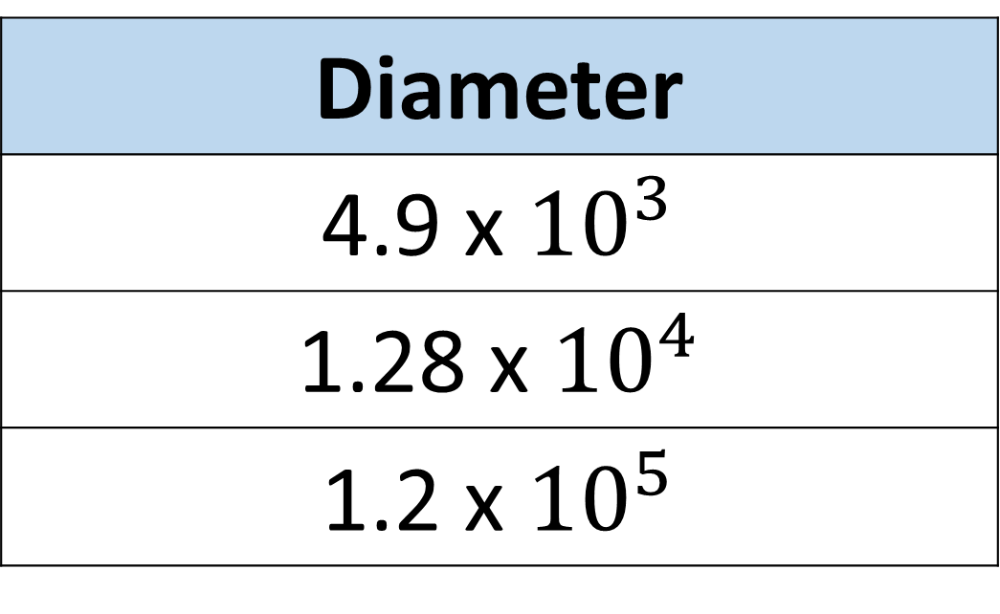 Diameter
4.9 x 10³
1.28 x 10⁴
1.2 x 10⁵